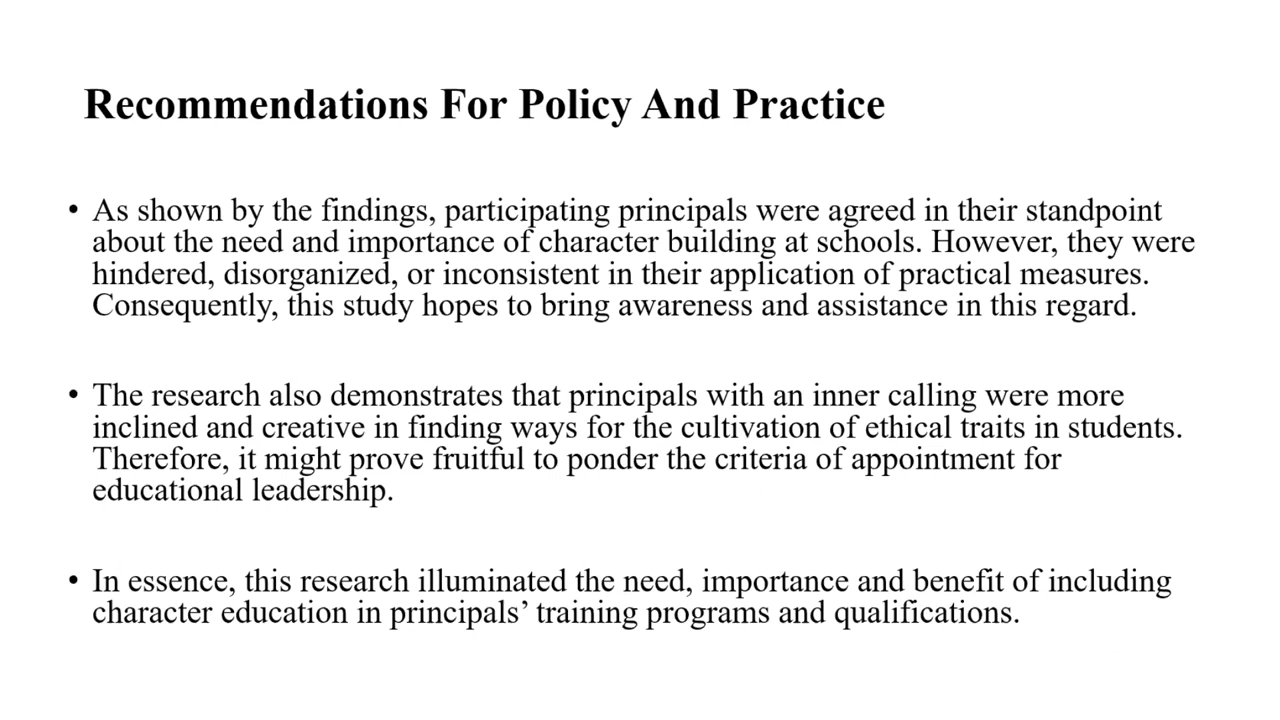 Recommendations For Policy And Practice
• As shown by the findings, participating principals were agreed in their standpoint
about the need and importance of character building at schools. However, they were
hindered, disorganized, or inconsistent in their application of practical measures.
Consequently, this study hopes to bring awareness and assistance in this regard.
• The research also demonstrates that principals with an inner calling were more
inclined and creative in finding ways for the cultivation of ethical traits in students.
Therefore, it might prove fruitful to ponder the criteria of appointment for
educational leadership.
• In essence, this research illuminated the need, importance and benefit of including
character education in principals’ training programs and qualifications.